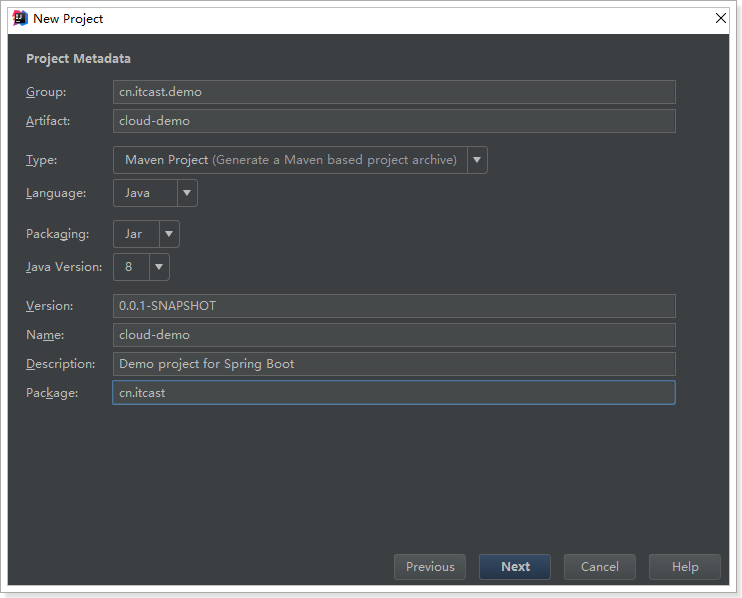 New Project
Project Metadata
Group: cn.itcast.demo
Artifact: cloud-demo
Type: Maven Project (Generate a Maven based project archive)
Language: Java
Packaging: Jar
Java Version: 8
Version: 0.0.1-SNAPSHOT
Name: cloud-demo
Description: Demo project for Spring Boot
Package: cn.itcast
Previous Next Cancel Help